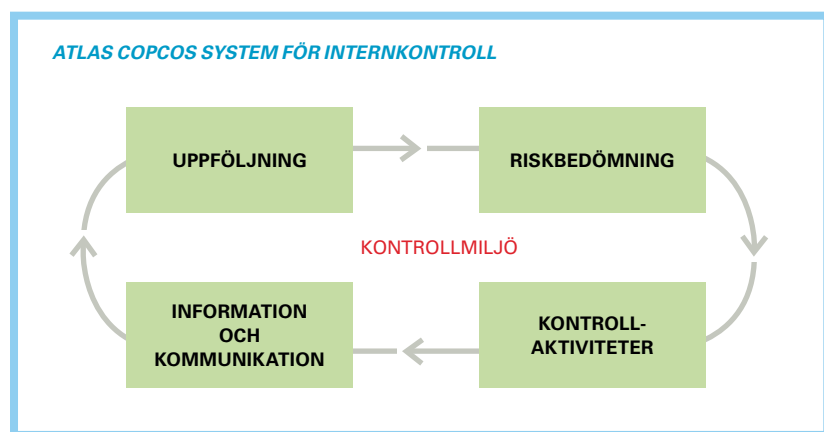 ATLAS COPCOS SYSTEM FÖR INTERNKONTROLL
UPPFÖLJNING
RISKBEDÖMNING
KONTROLLMILJÖ
INFORMATION
OCH
KOMMUNIKATION
KONTROLL-
AKTIVITETER